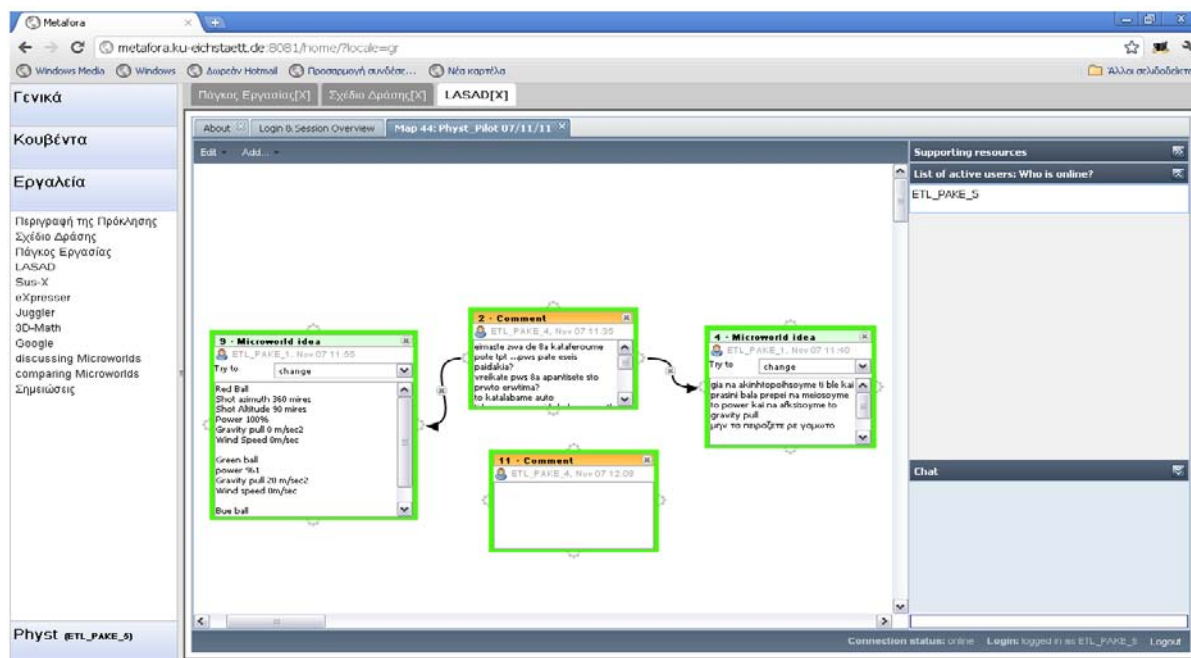 Metafora
metafora.ku-eichstaett.de:8081/home/?locale=gr
Windows Media Windows Δωρεάν Hotmail Προσαρμογή συνδέσε... Νέα καρτέλα Άλλοι σελιδοδείκτε
Γενικά
Κουβέντα
Εργαλεία
Περιγραφή της Πρόκλησης
Σχέδιο Δράσης
Πάγκος Εργασίας
LASAD
Sus-X
eXpresser
Juggler
3D-Math
Google
discussing Microworlds
comparing Microworlds
Σημειώσεις
Physt (ETL_PAKE_5)
Πάγκος Εργασίας[X] Σχέδιο Δράσης[X] LASAD[X]
About Login & Session Overview Map 44: Physt_Pilot 07/11/11
Edit Add...
9 - Microworld idea
ETL_PAKE_1, Nov 07 11:55
Try to change
Red Ball
Shot azimuth 360 mires
Shot Altitude 90 mires
Power 100%
Gravity pull 0 m/sec2
Wind Speed 0m/sec
Green ball
power %1
Gravity pull 20 m/sec2
Wind speed 0m/sec
Bue ball
2 - Comment
ETL_PAKE_4, Nov 07 11:35
eimaste zwa de 8a kataferoume
pote tpt ...pws pate eseis
paidakia?
vreikate pws 8a apantisete sto
prwto erwtima?
to katalabame auto
4 - Microworld idea
ETL_PAKE_1, Nov 07 11:40
Try to change
gia na akinhtopoihsoyme ti ble kai
prasini bala prepei na meiosoyme
to power kai na afksisoyme to
gravity pull
μην το πειραζετε ρε γαμωτο
11 - Comment
ETL_PAKE_4, Nov 07 12:09
Supporting resources
List of active users: Who is online?
ETL_PAKE_5
Chat
Connection status: online Login: logged in as ETL_PAKE_5 Logout